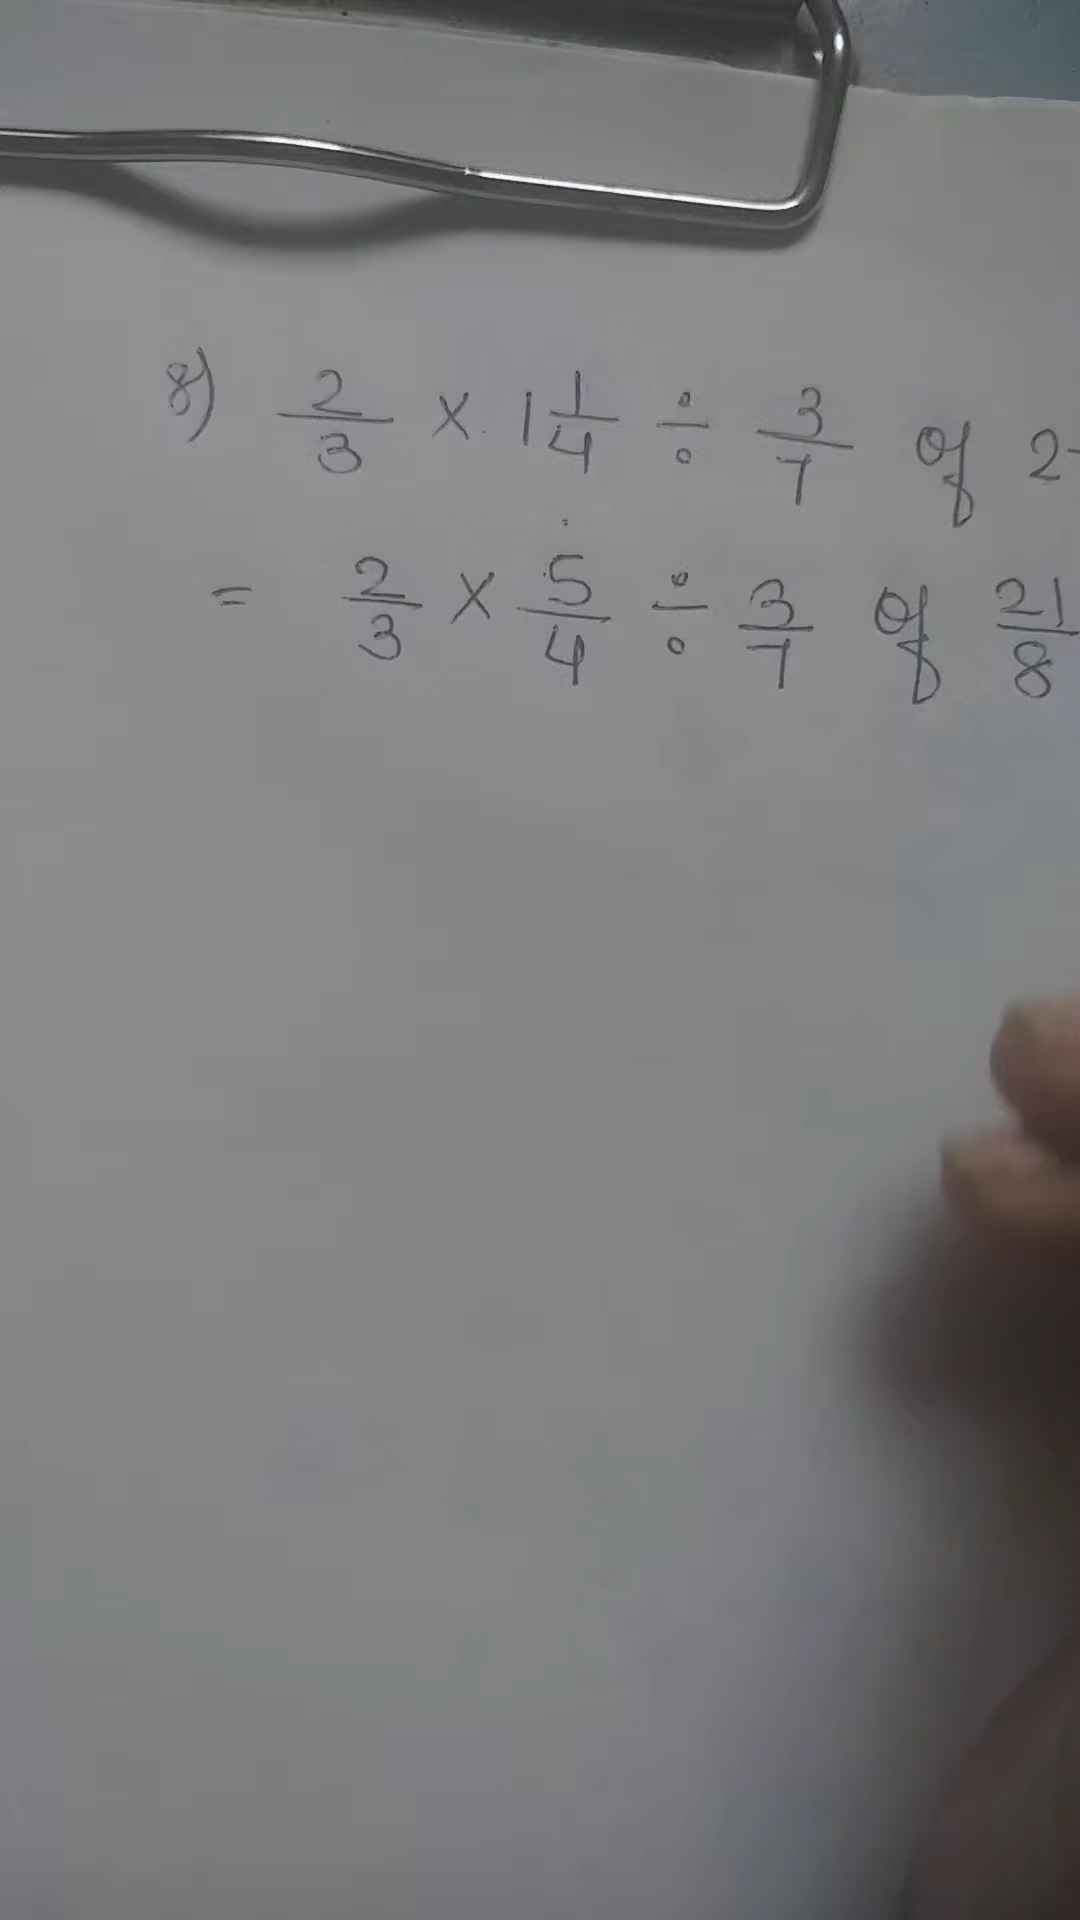 8) 2/3 × 1 1/4 ÷ 3/7 of 2
= 2/3 × 5/4 ÷ 3/7 of 21/8